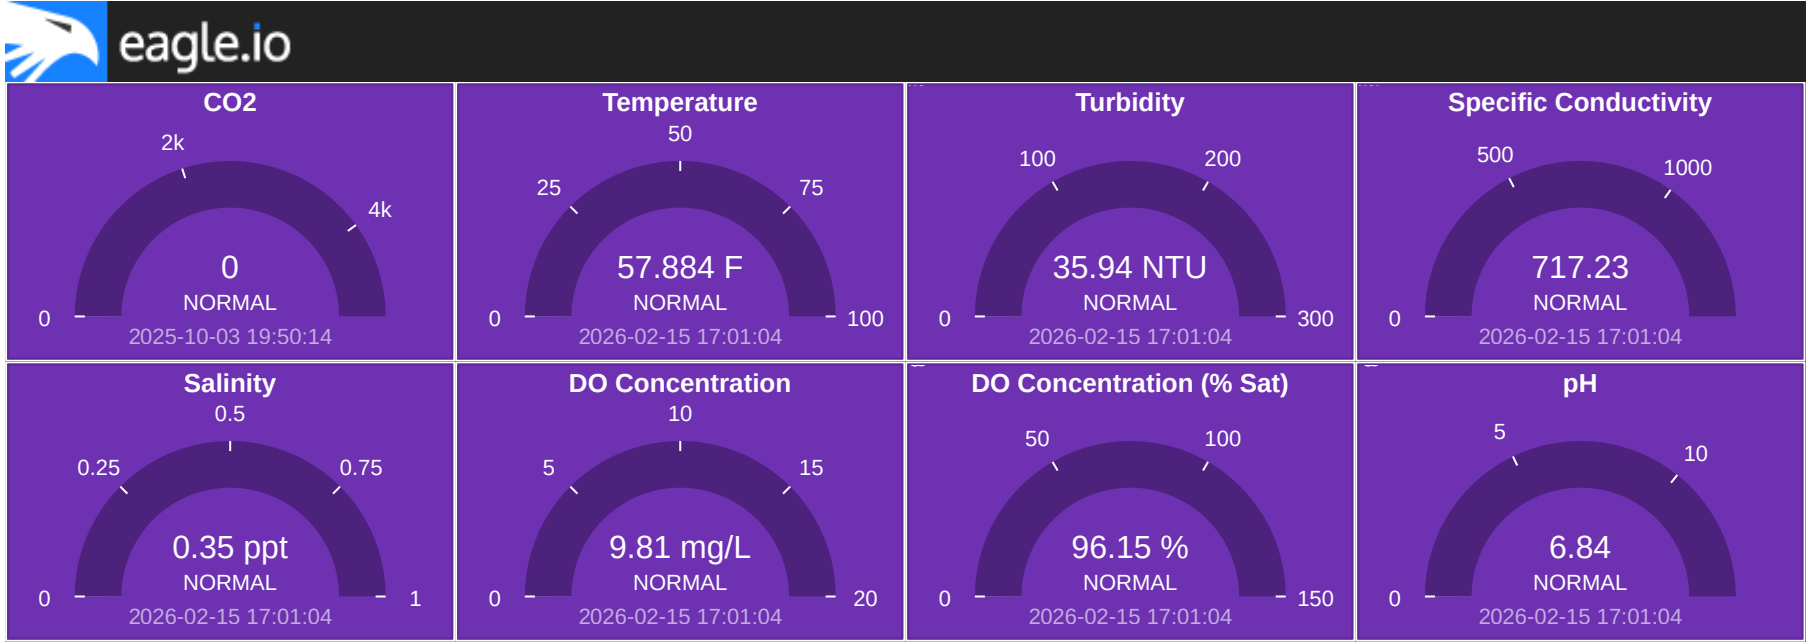 eagle.io
CO2
2k
4k
0
0
NORMAL
2025-10-03 19:50:14
Temperature
50
25
75
57.884 F
NORMAL
0
100
2026-02-15 17:01:04
Turbidity
100
200
35.94 NTU
NORMAL
0
300
2026-02-15 17:01:04
Specific Conductivity
500
1000
717.23
NORMAL
0
2026-02-15 17:01:04
Salinity
0.5
0.25
0.75
0.35 ppt
NORMAL
0
1
2026-02-15 17:01:04
DO Concentration
10
5
15
9.81 mg/L
NORMAL
0
20
2026-02-15 17:01:04
DO Concentration (% Sat)
50
100
96.15 %
NORMAL
0
150
2026-02-15 17:01:04
pH
5
10
6.84
NORMAL
0
2026-02-15 17:01:04